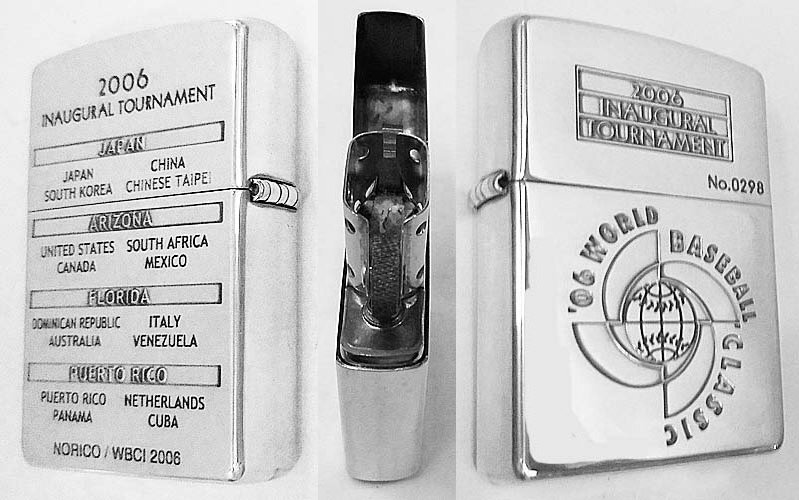 2006
INAUGURAL TOURNAMENT
JAPAN
JAPAN CHINA
SOUTH KOREA CHINESE TAIPEI
ARIZONA
UNITED STATES SOUTH AFRICA
CANADA MEXICO
FLORIDA
DOMINICAN REPUBLIC ITALY
AUSTRALIA VENEZUELA
PUERTO RICO
PUERTO RICO NETHERLANDS
PANAMA CUBA
NORICO / WBCI 2006
2006
INAUGURAL
TOURNAMENT
No.0298
'06 WORLD BASEBALL CLASSIC